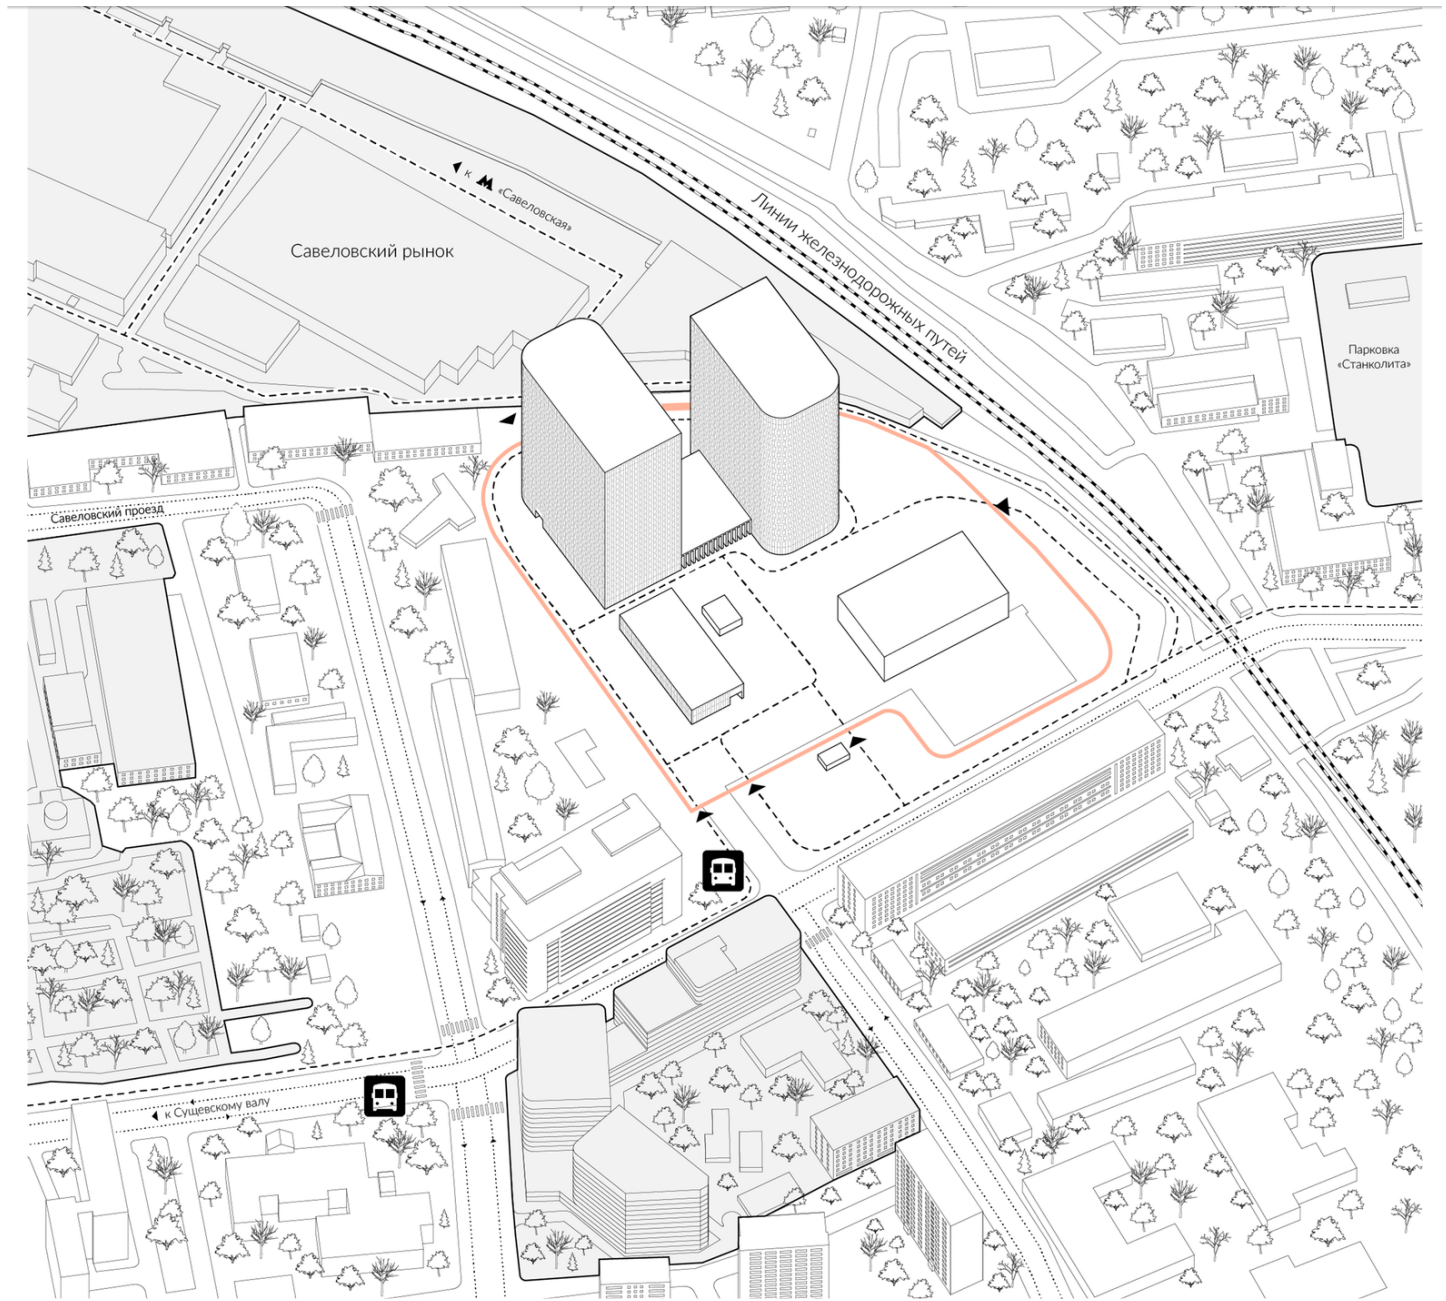 к М «Савеловская»
Савеловский рынок
Линии железнодорожных путей
Парковка
«Станколита»
Савеловский проезд
к Сущевскому валу